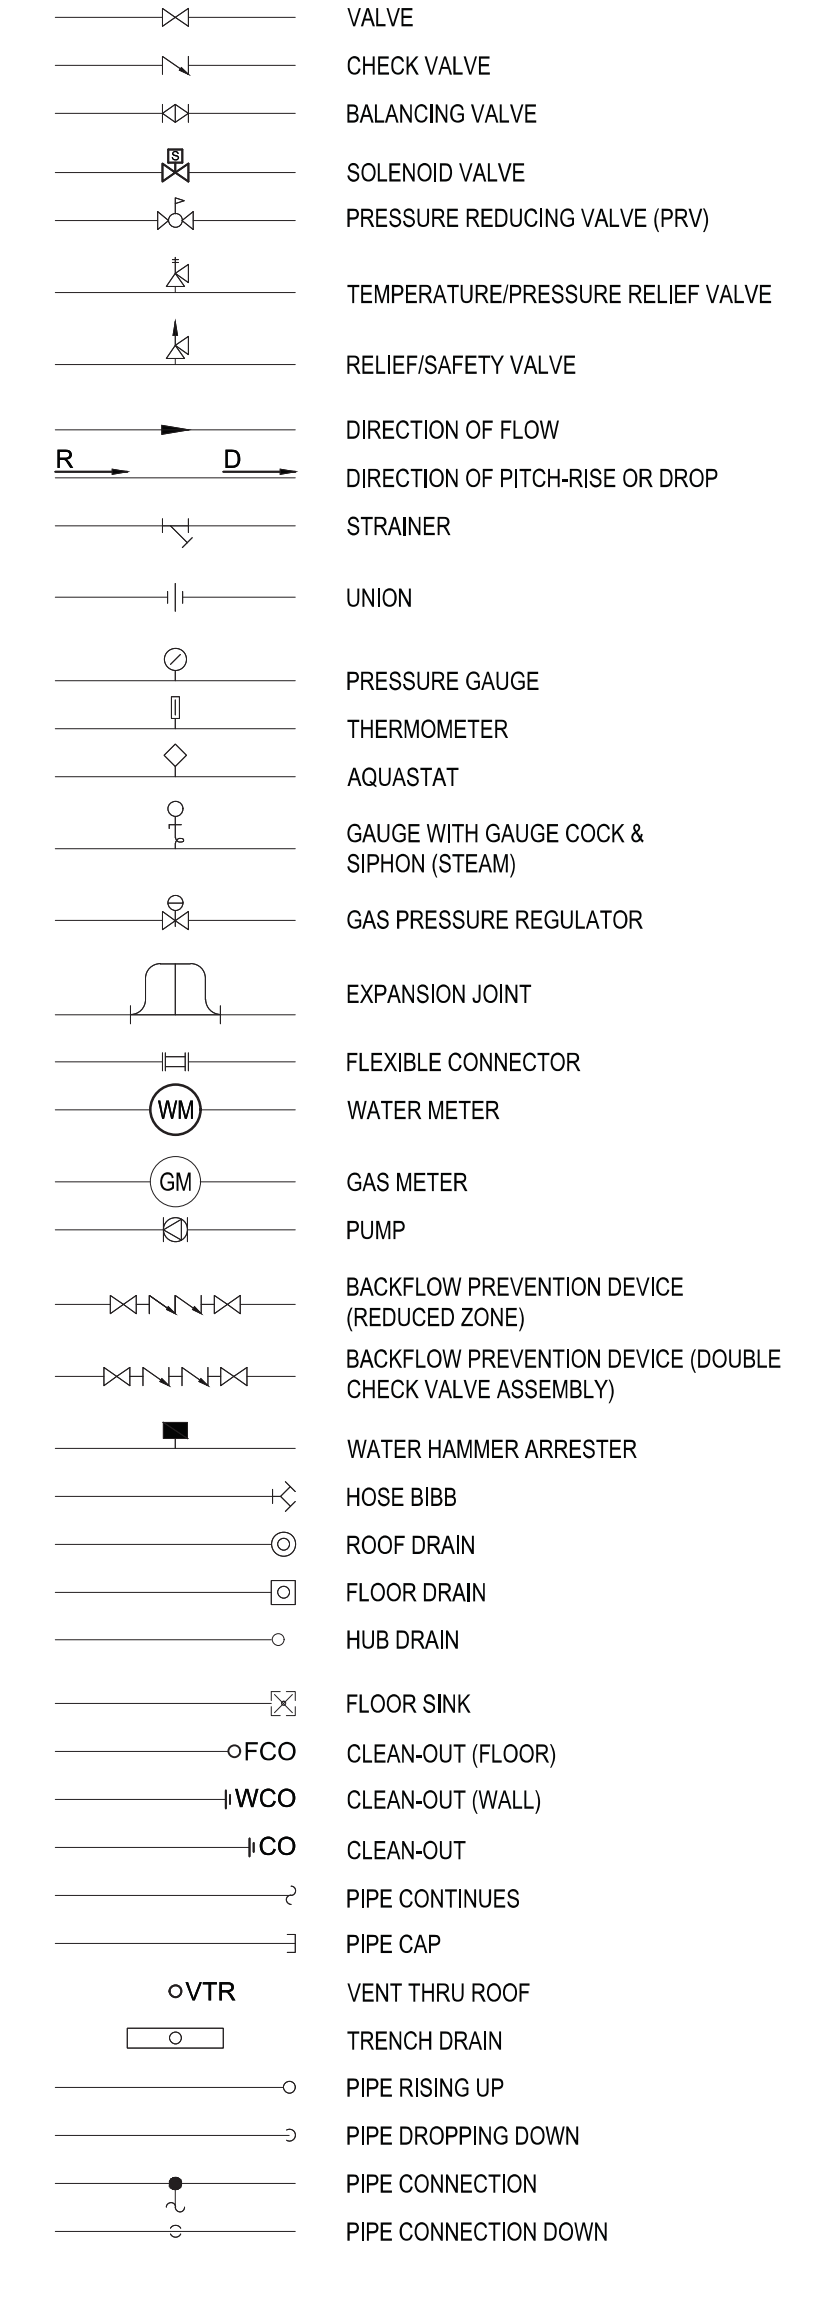 VALVE
CHECK VALVE
BALANCING VALVE
S
SOLENOID VALVE
PRESSURE REDUCING VALVE (PRV)
TEMPERATURE/PRESSURE RELIEF VALVE
RELIEF/SAFETY VALVE
DIRECTION OF FLOW
R D
DIRECTION OF PITCH-RISE OR DROP
STRAINER
UNION
PRESSURE GAUGE
THERMOMETER
AQUASTAT
GAUGE WITH GAUGE COCK &
SIPHON (STEAM)
GAS PRESSURE REGULATOR
EXPANSION JOINT
FLEXIBLE CONNECTOR
WM WATER METER
GM GAS METER
PUMP
BACKFLOW PREVENTION DEVICE
(REDUCED ZONE)
BACKFLOW PREVENTION DEVICE (DOUBLE
CHECK VALVE ASSEMBLY)
WATER HAMMER ARRESTER
HOSE BIBB
ROOF DRAIN
FLOOR DRAIN
HUB DRAIN
FLOOR SINK
FCO CLEAN-OUT (FLOOR)
WCO CLEAN-OUT (WALL)
CO CLEAN-OUT
PIPE CONTINUES
PIPE CAP
VTR VENT THRU ROOF
TRENCH DRAIN
PIPE RISING UP
PIPE DROPPING DOWN
PIPE CONNECTION
PIPE CONNECTION DOWN